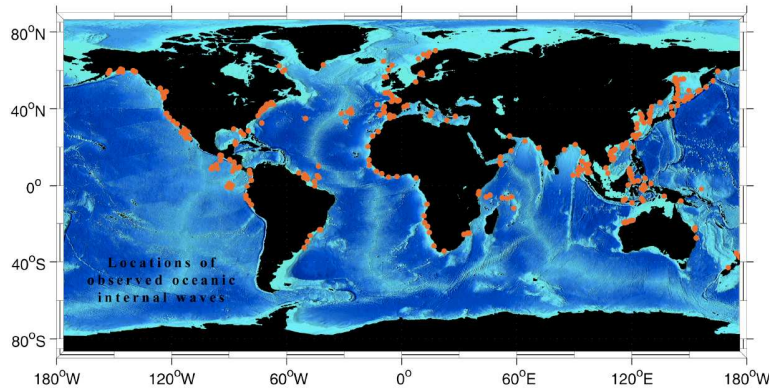 80°N
40°N
0°
40°S
80°S
Locations of
observed oceanic
internal waves
180°W
120°W
60°W
0°
60°E
120°E
180°W